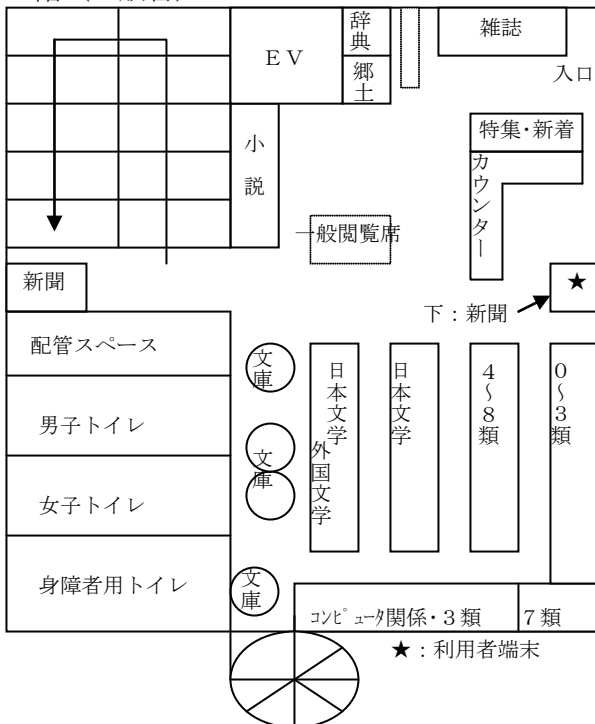 辞典
雑誌
ＥＶ
郷土
入口
特集・新着
小説
カウンター
一般閲覧席
新聞
★
下：新聞
配管スペース
文庫
日本文学
日本文学
４～８類
０～３類
男子トイレ
文庫
外国文学
女子トイレ
文庫
身障者用トイレ
ｺﾝﾋﾟｭｰﾀ関係・３類
７類
★：利用者端末